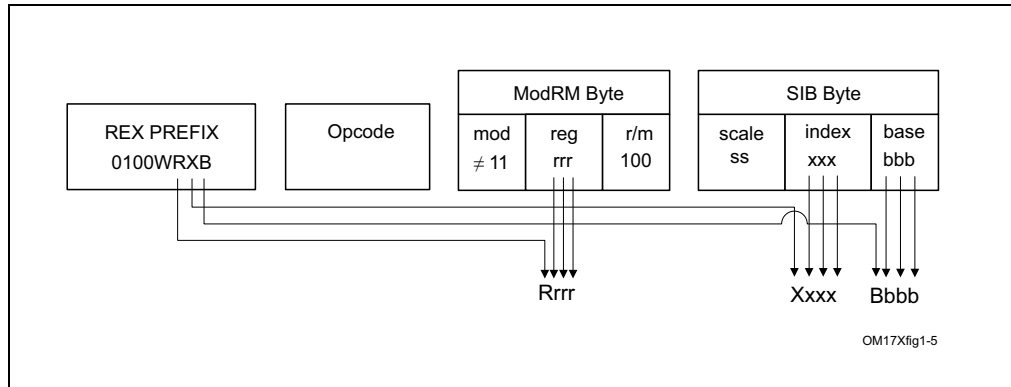 REX PREFIX
0100WRXB
Opcode
ModRM Byte
mod
≠ 11
reg
rrr
r/m
100
SIB Byte
scale
ss
index
xxx
base
bbb
Rrrr
Xxxx
Bbbb
OM17Xfig1-5